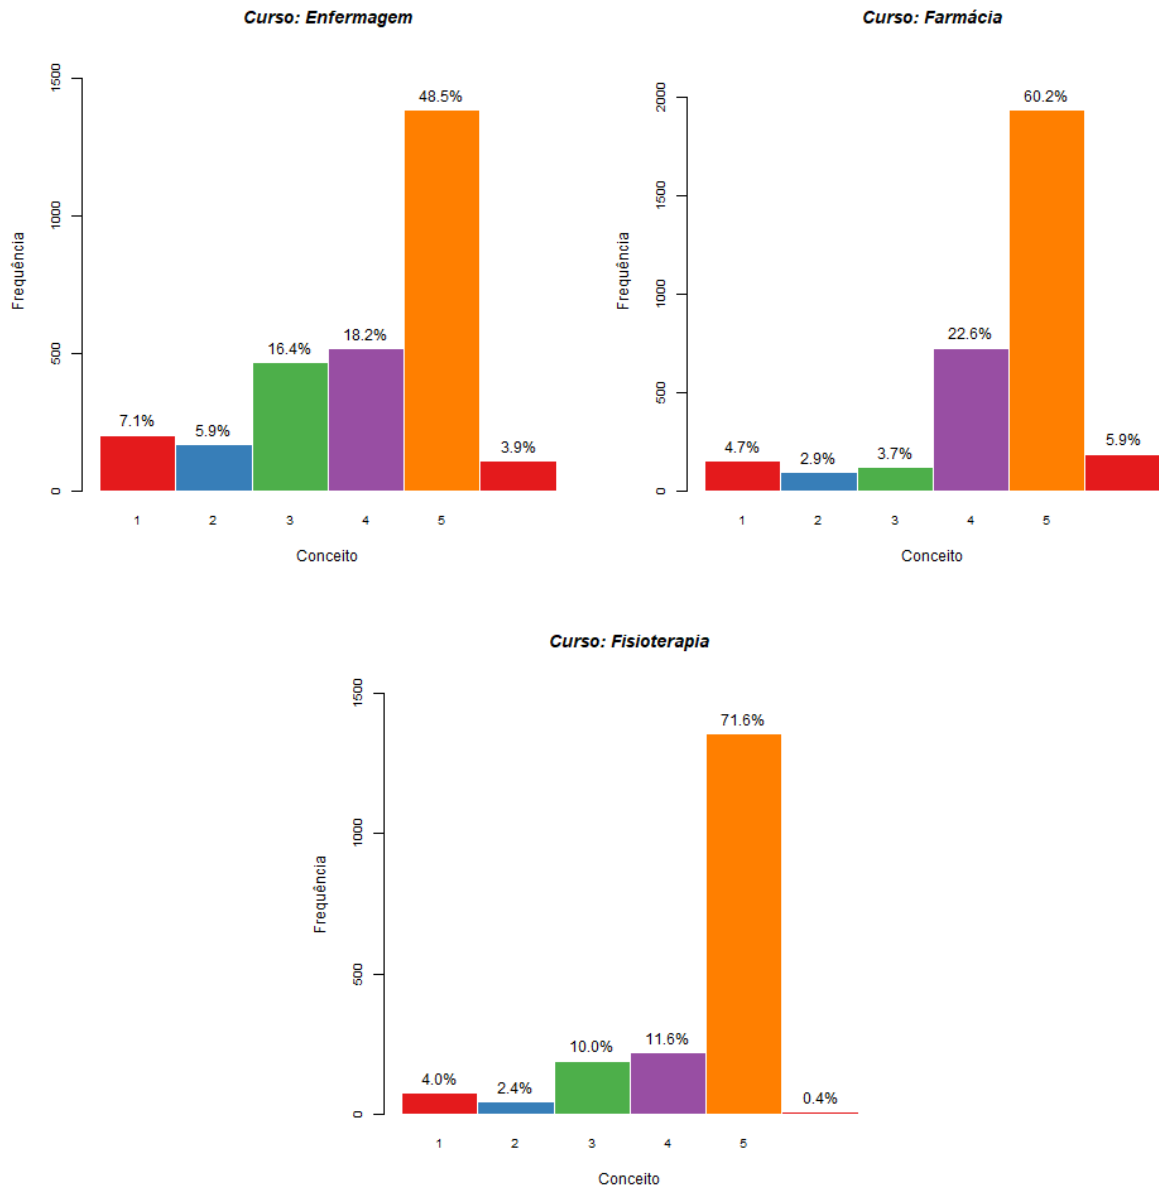 Curso: Enfermagem
Frequência
1500
1000
500
0
7.1%
5.9%
16.4%
18.2%
48.5%
3.9%
1 2 3 4 5
Conceito
Curso: Farmácia
Frequência
2000
1500
1000
500
0
4.7%
2.9%
3.7%
22.6%
60.2%
5.9%
1 2 3 4 5
Conceito
Curso: Fisioterapia
Frequência
1500
1000
500
0
4.0%
2.4%
10.0%
11.6%
71.6%
0.4%
1 2 3 4 5
Conceito